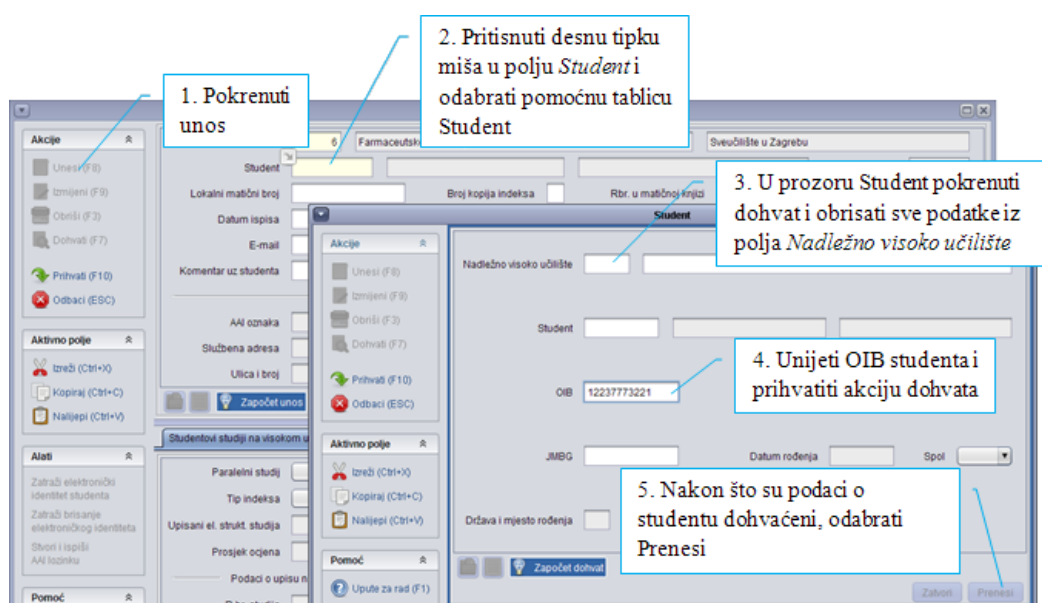 2. Pritisnuti desnu tipku
miša u polju Student i
odabrati pomoćnu tablicu
Student
1. Pokrenuti
unos
3. U prozoru Student pokrenuti
dohvat i obrisati sve podatke iz
polja Nadležno visoko učilište
4. Unijeti OIB studenta i
prihvatiti akciju dohvata
5. Nakon što su podaci o
studentu dohvaćeni, odabrati
Prenesi
Akcije
Unesi (F8)
Izmijeni (F9)
Obriši (F3)
Dohvati (F7)
Prihvati (F10)
Odbaci (ESC)
Aktivno polje
Izreži (Ctrl+X)
Kopiraj (Ctrl+C)
Nalijepi (Ctrl+V)
Alati
Zatraži elektronički
identitet studenta
Zatraži brisanje
elektroničkog identiteta
Stvori i ispiši
AAI lozinku
Pomoć
6 Sveučilište u Zagrebu
Student
Lokalni matični broj Broj kopija indeksa Rbr. u matičnoj knjizi
Datum ispisa
E-mail
Komentar uz studenta
AAI oznaka
Službena adresa
Ulica i broj
Započet unos
Studentovi studiji na visokom u
Paralelni studij
Tip indeksa
Upisani el. strukt. studija
Prosjek ocjena
Podaci o upisu n
Student
Akcije
Unesi (F8)
Izmijeni (F9)
Obriši (F3)
Dohvati (F7)
Prihvati (F10)
Odbaci (ESC)
Aktivno polje
Izreži (Ctrl+X)
Kopiraj (Ctrl+C)
Nalijepi (Ctrl+V)
Pomoć
Upute za rad (F1)
Nadležno visoko učilište
Student
OIB 12237773221
JMBG Datum rođenja Spol
Država i mjesto rođenja
Započet dohvat
Zatvori Prenesi